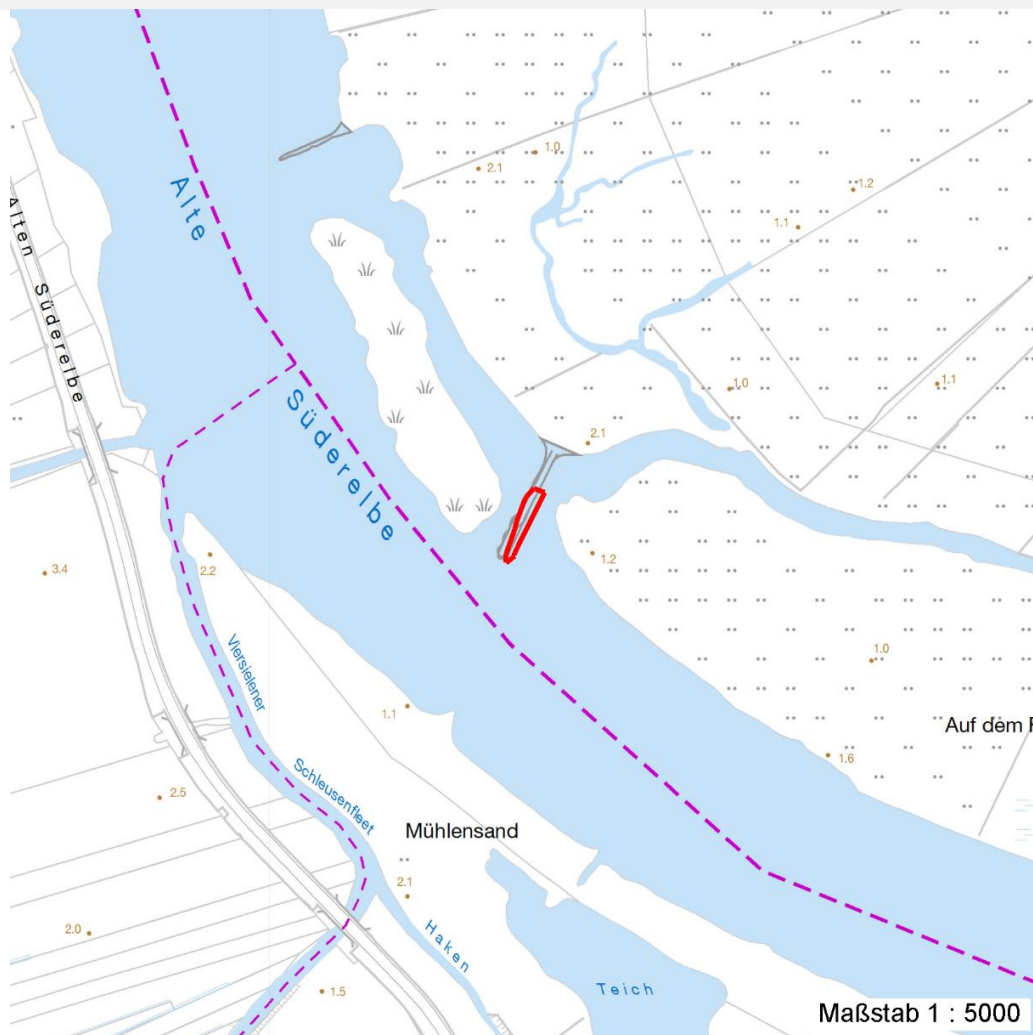 1.0
2.1
1.2
Alte
1.1
Alten Süderelbe
Süderelbe
1.0
1.1
2.1
1.2
2.2
3.4
Viersielener
1.0
1.1
Auf dem
1.6
Schleusenfleet
2.5
Mühlensand
2.1
2.0
Haken
1.5
Teich
Maßstab 1 : 5000